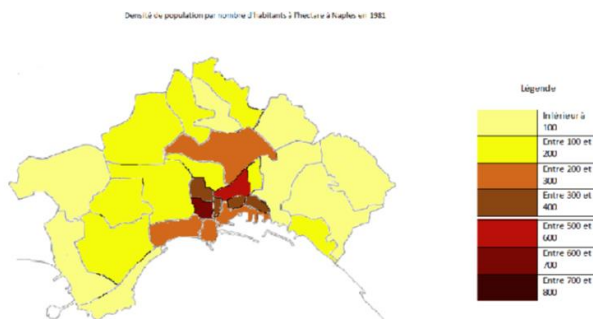 Densité de population par nombre d'habitants à l'hectare à Naples en 1981
Légende
Inférieur à
100
Entre 100 et
200
Entre 200 et
300
Entre 300 et
400
Entre 500 et
600
Entre 600 et
700
Entre 700 et
800